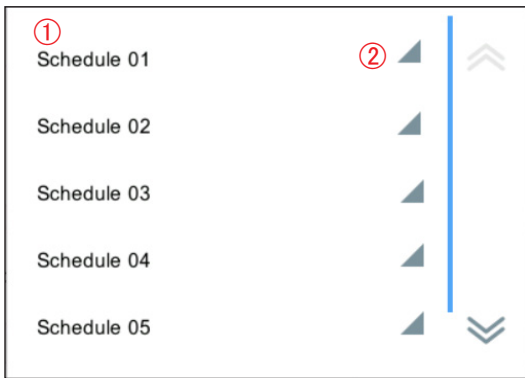 ①
Schedule 01 ②
Schedule 02
Schedule 03
Schedule 04
Schedule 05